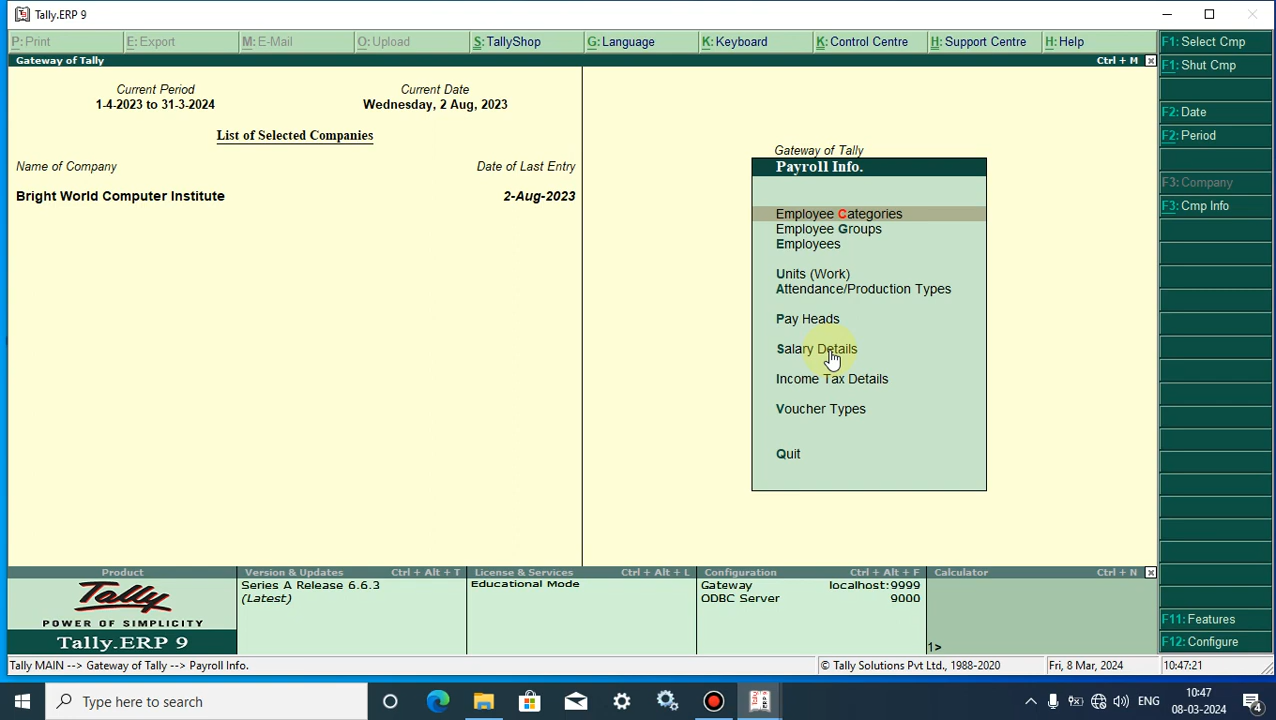 Tally.ERP 9
P: Print E: Export M: E-Mail O: Upload S: TallyShop G: Language K: Keyboard K: Control Centre H: Support Centre H: Help
Gateway of Tally Ctrl + M
Current Period Current Date
1-4-2023 to 31-3-2024 Wednesday, 2 Aug, 2023
List of Selected Companies
Name of Company Date of Last Entry
Bright World Computer Institute 2-Aug-2023
Gateway of Tally
Payroll Info.
Employee Categories
Employee Groups
Employees
Units (Work)
Attendance/Production Types
Pay Heads
Salary Details
Income Tax Details
Voucher Types
Quit
F1: Select Cmp
F1: Shut Cmp
F2: Date
F2: Period
F3: Company
F3: Cmp Info
F11: Features
F12: Configure
Product Version & Updates Ctrl + Alt + T License & Services Ctrl + Alt + L Configuration Ctrl + Alt + F Calculator Ctrl + N
Tally
POWER OF SIMPLICITY
Tally.ERP 9
Series A Release 6.6.3
(Latest)
Educational Mode
Gateway localhost:9999
ODBC Server 9000
1>
Tally MAIN --> Gateway of Tally --> Payroll Info. © Tally Solutions Pvt Ltd., 1988-2020 Fri, 8 Mar, 2024 10:47:21
Type here to search
ENG
10:47
08-03-2024
4